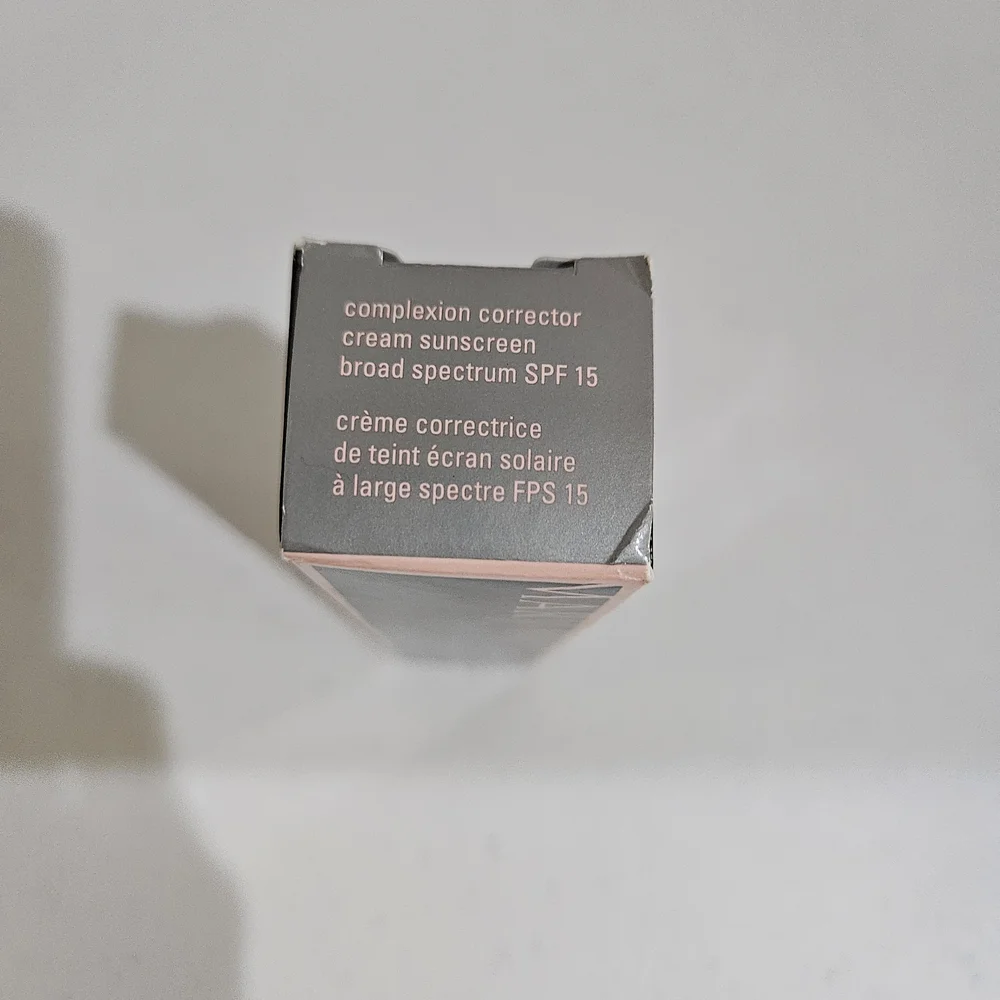 complexion corrector
cream sunscreen
broad spectrum SPF 15
crème correctrice
de teint écran solaire
à large spectre FPS 15